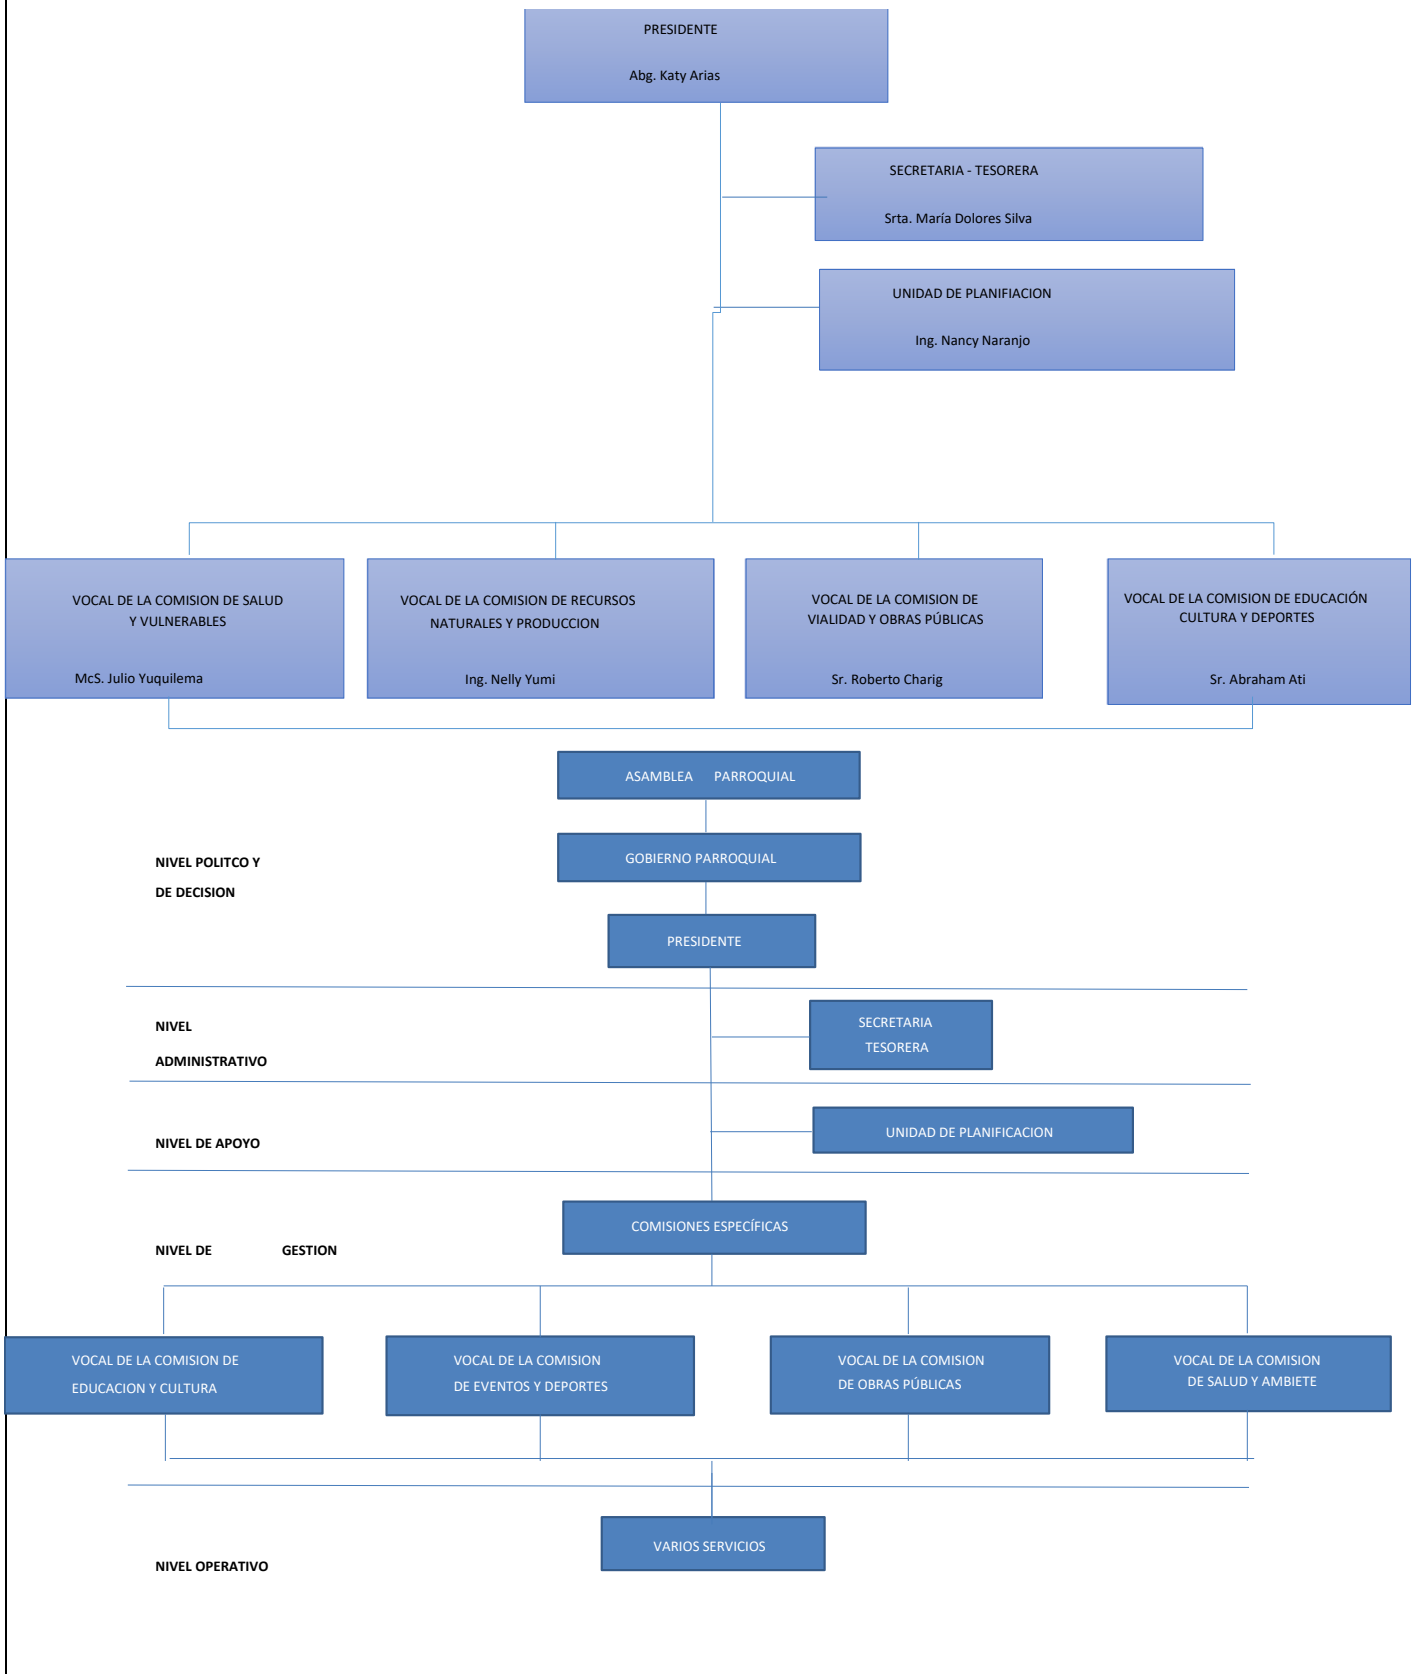 PRESIDENTE
Abg. Katy Arias
SECRETARIA - TESORERA
Srta. María Dolores Silva
UNIDAD DE PLANIFIACION
Ing. Nancy Naranjo
VOCAL DE LA COMISION DE SALUD
Y VULNERABLES
McS. Julio Yuquilema
VOCAL DE LA COMISION DE RECURSOS
NATURALES Y PRODUCCION
Ing. Nelly Yumi
VOCAL DE LA COMISION DE
VIALIDAD Y OBRAS PÚBLICAS
Sr. Roberto Charig
VOCAL DE LA COMISION DE EDUCACIÓN
CULTURA Y DEPORTES
Sr. Abraham Ati
ASAMBLEA PARROQUIAL
GOBIERNO PARROQUIAL
NIVEL POLITCO Y
DE DECISION
PRESIDENTE
NIVEL
ADMINISTRATIVO
SECRETARIA
TESORERA
NIVEL DE APOYO
UNIDAD DE PLANIFICACION
COMISIONES ESPECÍFICAS
NIVEL DE GESTION
VOCAL DE LA COMISION DE
EDUCACION Y CULTURA
VOCAL DE LA COMISION
DE EVENTOS Y DEPORTES
VOCAL DE LA COMISION
DE OBRAS PÚBLICAS
VOCAL DE LA COMISION
DE SALUD Y AMBIETE
VARIOS SERVICIOS
NIVEL OPERATIVO